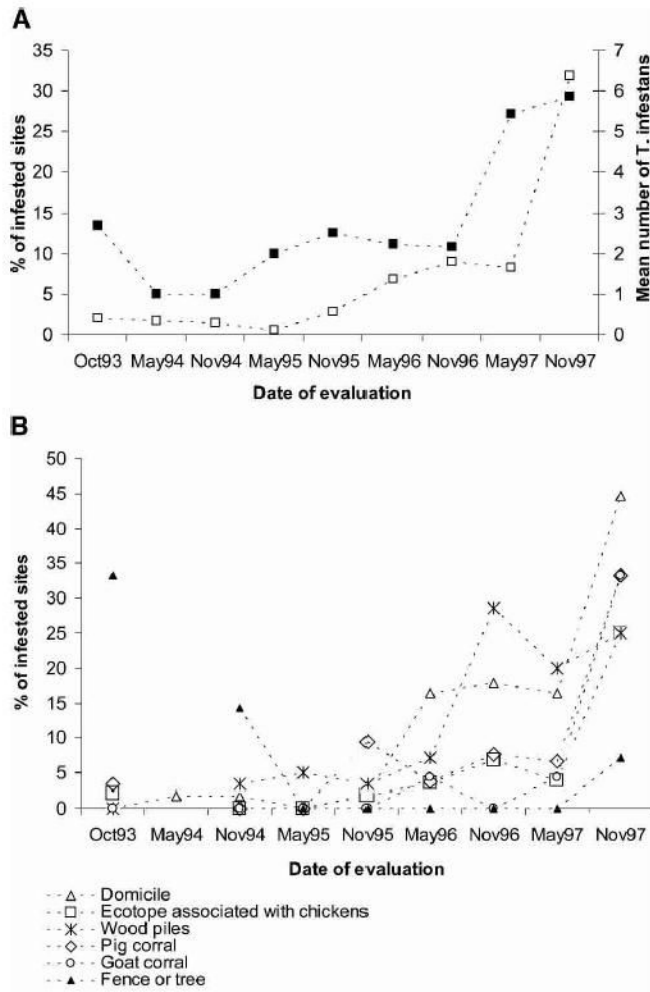 A
35
30
25
20
15
10
5
0
% of infested sites
7
6
5
4
3
2
1
0
Mean number of T. infestans
Oct93 May94 Nov94 May95 Nov95 May96 Nov96 May97 Nov97
Date of evaluation
B
50
45
40
35
30
25
20
15
10
5
0
% of infested sites
Oct93 May94 Nov94 May95 Nov95 May96 Nov96 May97 Nov97
Date of evaluation
Domicile
Ecotope associated with chickens
Wood piles
Pig corral
Goat corral
Fence or tree